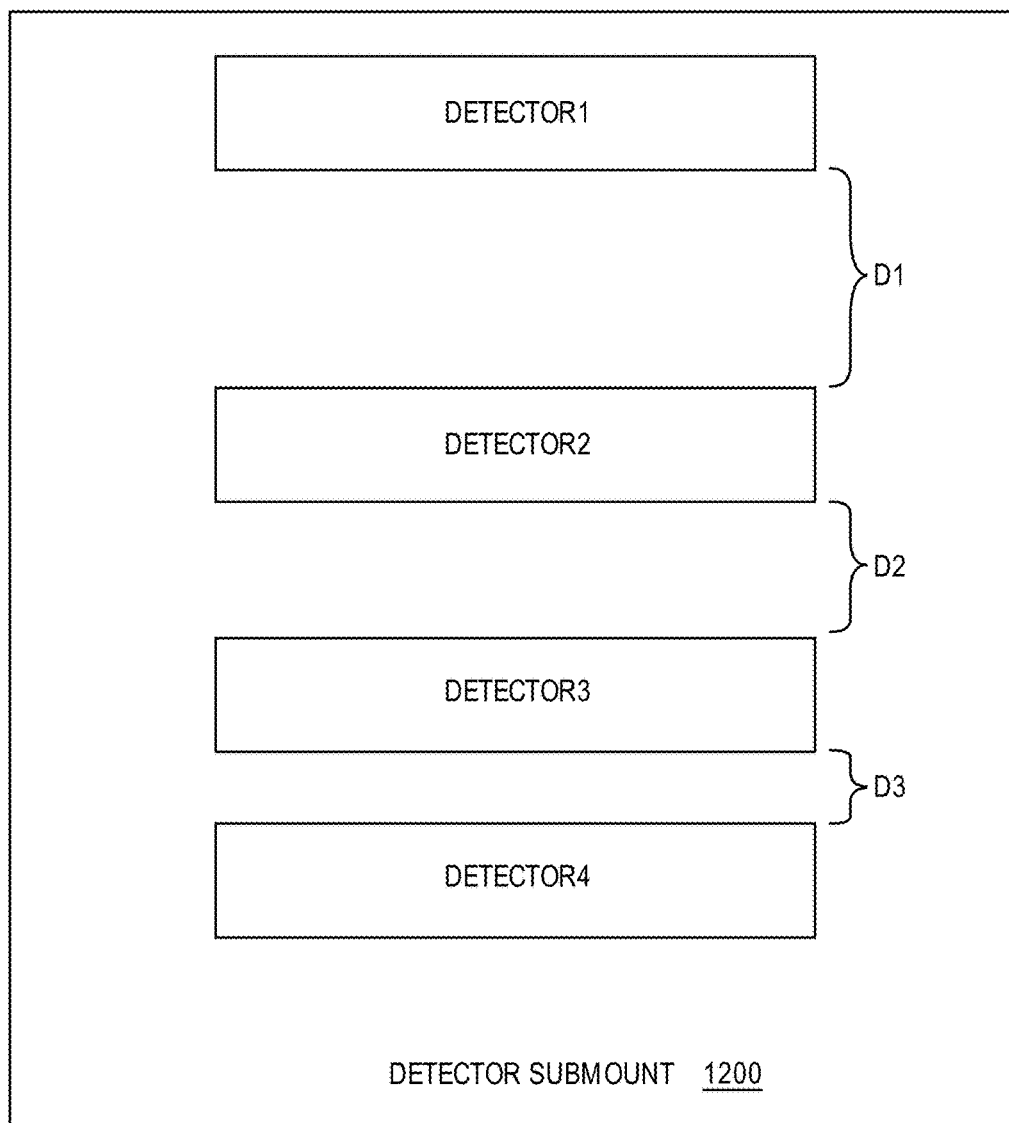 DETECTOR1
D1
DETECTOR2
D2
DETECTOR3
D3
DETECTOR4
DETECTOR SUBMOUNT 1200